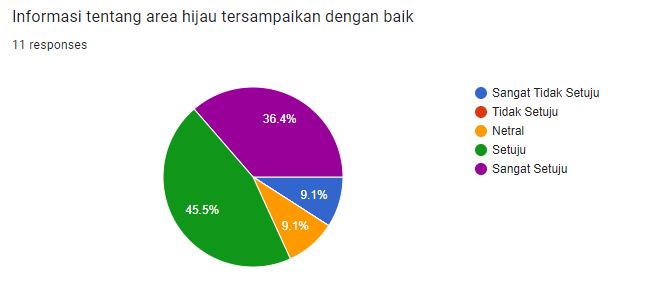 Informasi tentang area hijau tersampaikan dengan baik
11 responses
36.4%
9.1%
9.1%
45.5%
Sangat Tidak Setuju
Tidak Setuju
Netral
Setuju
Sangat Setuju